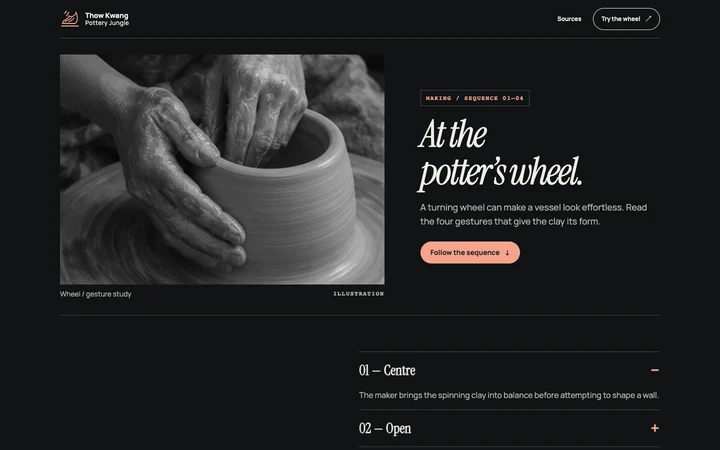 Thow Kwang
Pottery Jungle
Sources
Try the wheel
MAKING / SEQUENCE 01—04
At the
potter's wheel.
A turning wheel can make a vessel look effortless. Read
the four gestures that give the clay its form.
Follow the sequence ↓
Wheel / gesture study
ILLUSTRATION
01 — Centre
The maker brings the spinning clay into balance before attempting to shape a wall.
02 — Open